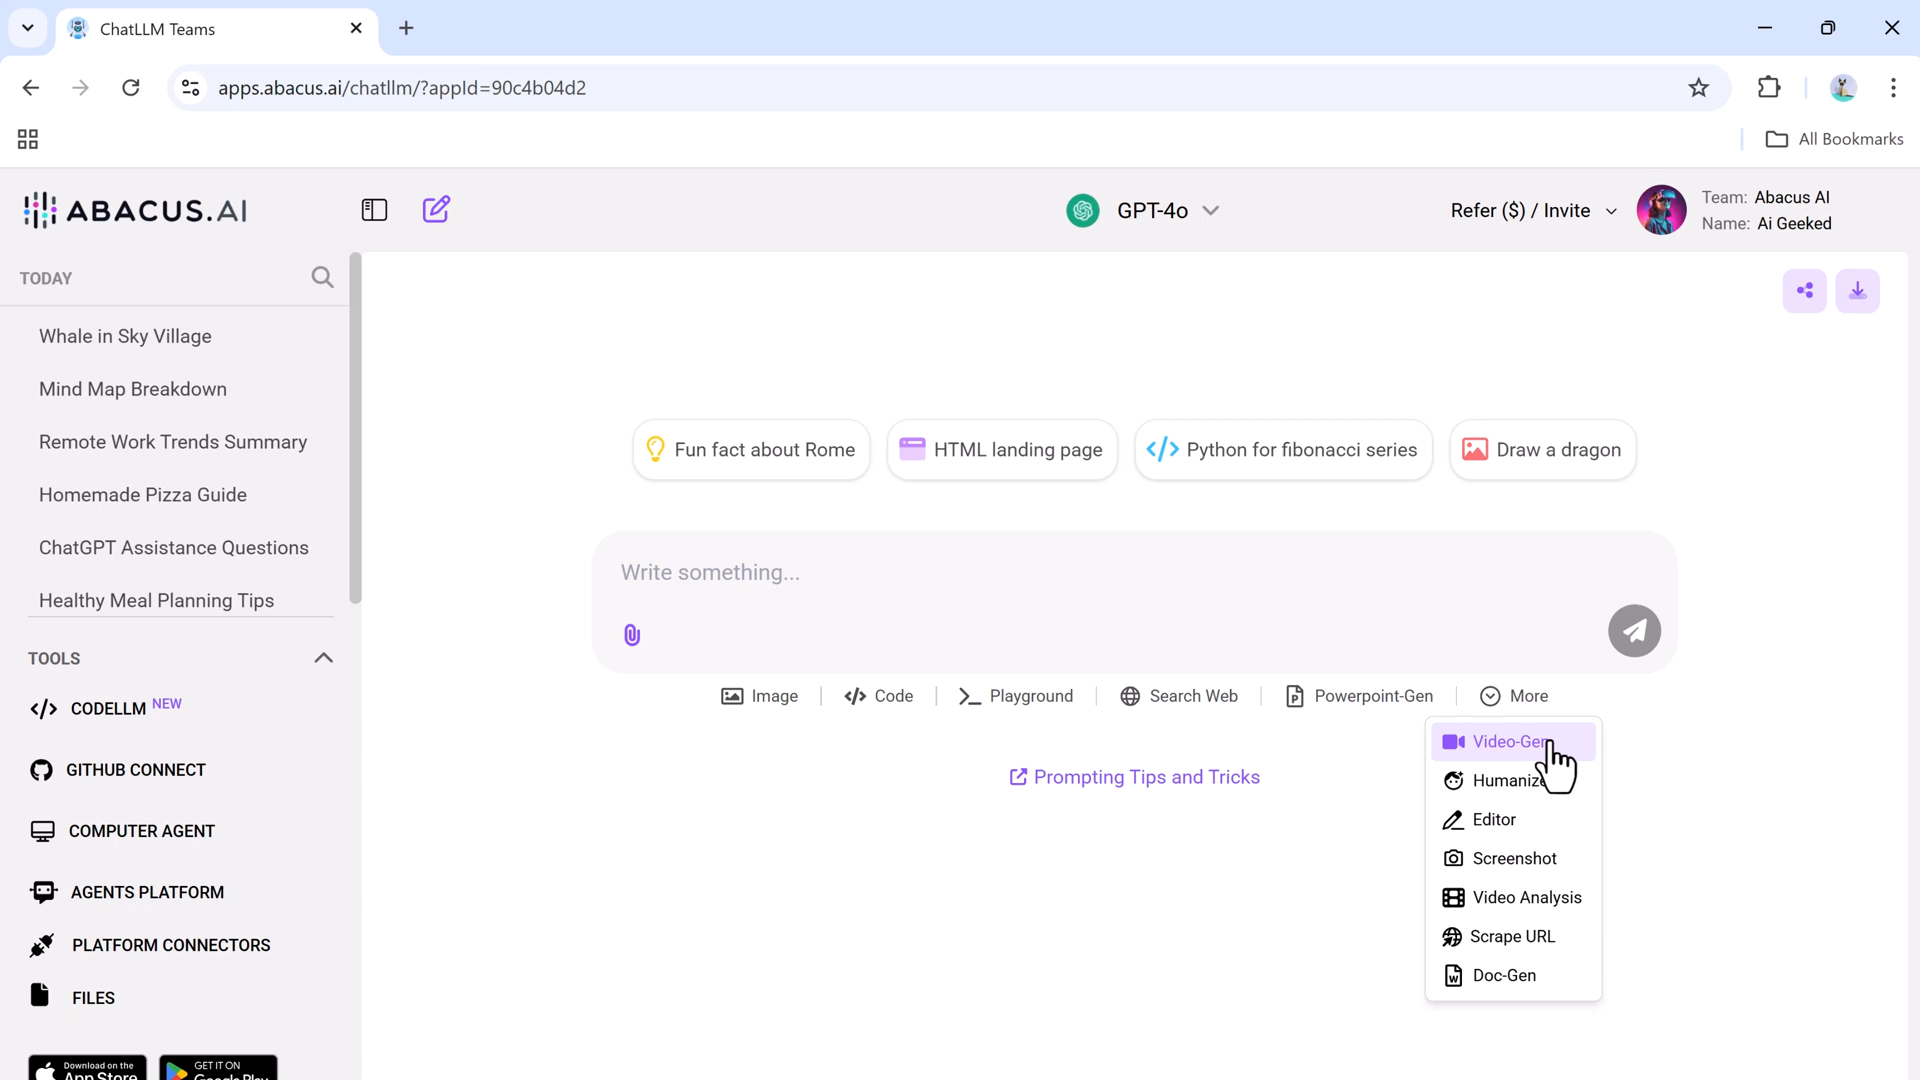 ChatLLM Teams
apps.abacus.ai/chatllm/?appId=90c4b04d2
All Bookmarks
ABACUS.AI
GPT-4o
Refer ($) / Invite
Team: Abacus AI
Name: Ai Geeked
TODAY
Whale in Sky Village
Mind Map Breakdown
Remote Work Trends Summary
Homemade Pizza Guide
ChatGPT Assistance Questions
Healthy Meal Planning Tips
TOOLS
CODELLM NEW
GITHUB CONNECT
COMPUTER AGENT
AGENTS PLATFORM
PLATFORM CONNECTORS
FILES
Download on the
App Store
GET IT ON
Google Play
Fun fact about Rome
HTML landing page
Python for fibonacci series
Draw a dragon
Write something...
Image
Code
Playground
Search Web
Powerpoint-Gen
More
Prompting Tips and Tricks
Video-Gen
Humanize
Editor
Screenshot
Video Analysis
Scrape URL
Doc-Gen